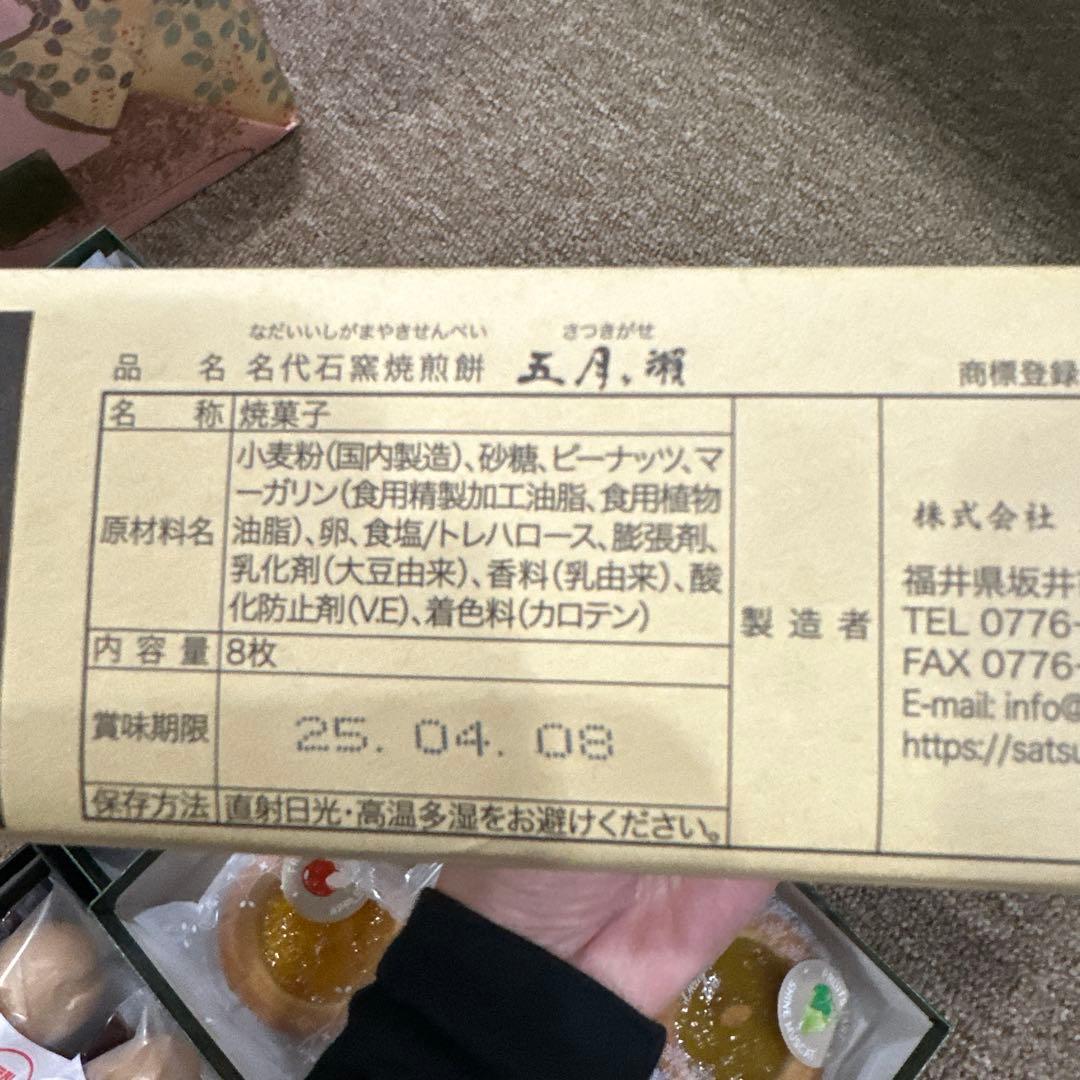 なだいいしがまやきせんべい さつきがせ
品 名 名代石窯焼煎餅 五月ヶ瀬
商標登録
名 称 焼菓子
原材料名 小麦粉(国内製造)、砂糖、ピーナッツ、マ
ーガリン(食用精製加工油脂、食用植物
油脂)、卵、食塩/トレハロース、膨張剤、
乳化剤(大豆由来)、香料(乳由来)、酸
化防止剤(V.E)、着色料(カロテン)
内 容 量 8枚
賞味期限 25. 04. 08
保存方法 直射日光・高温多湿をお避けください。
製 造 者
株式会社
福井県坂井
TEL 0776-
FAX 0776-
E-mail: info@
https://satsu